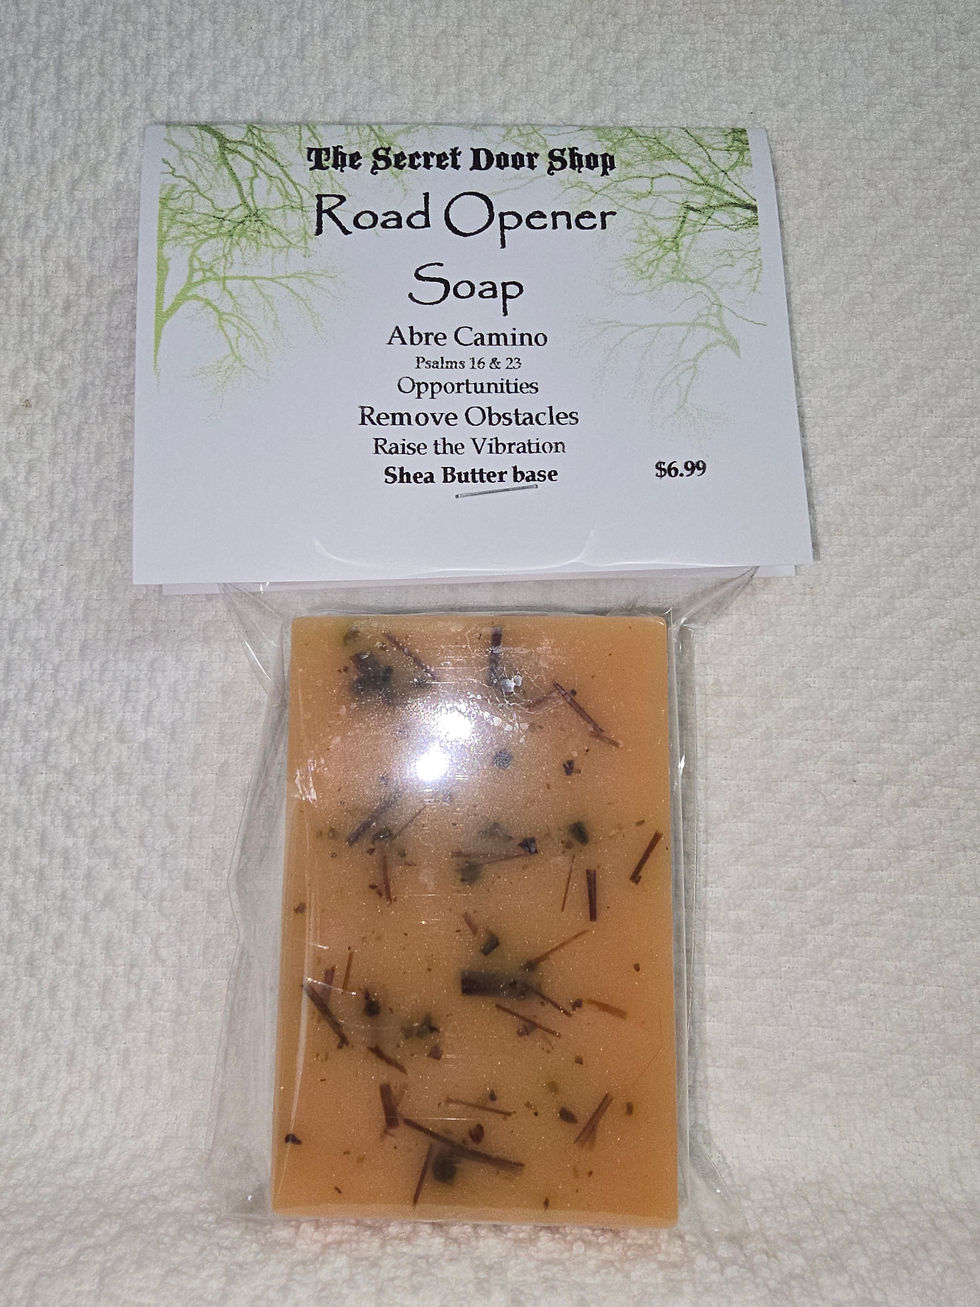 The Secret Door Shop
Road Opener
Soap
Abre Camino
Psalms 16 & 23
Opportunities
Remove Obstacles
Raise the Vibration
Shea Butter base
$6.99